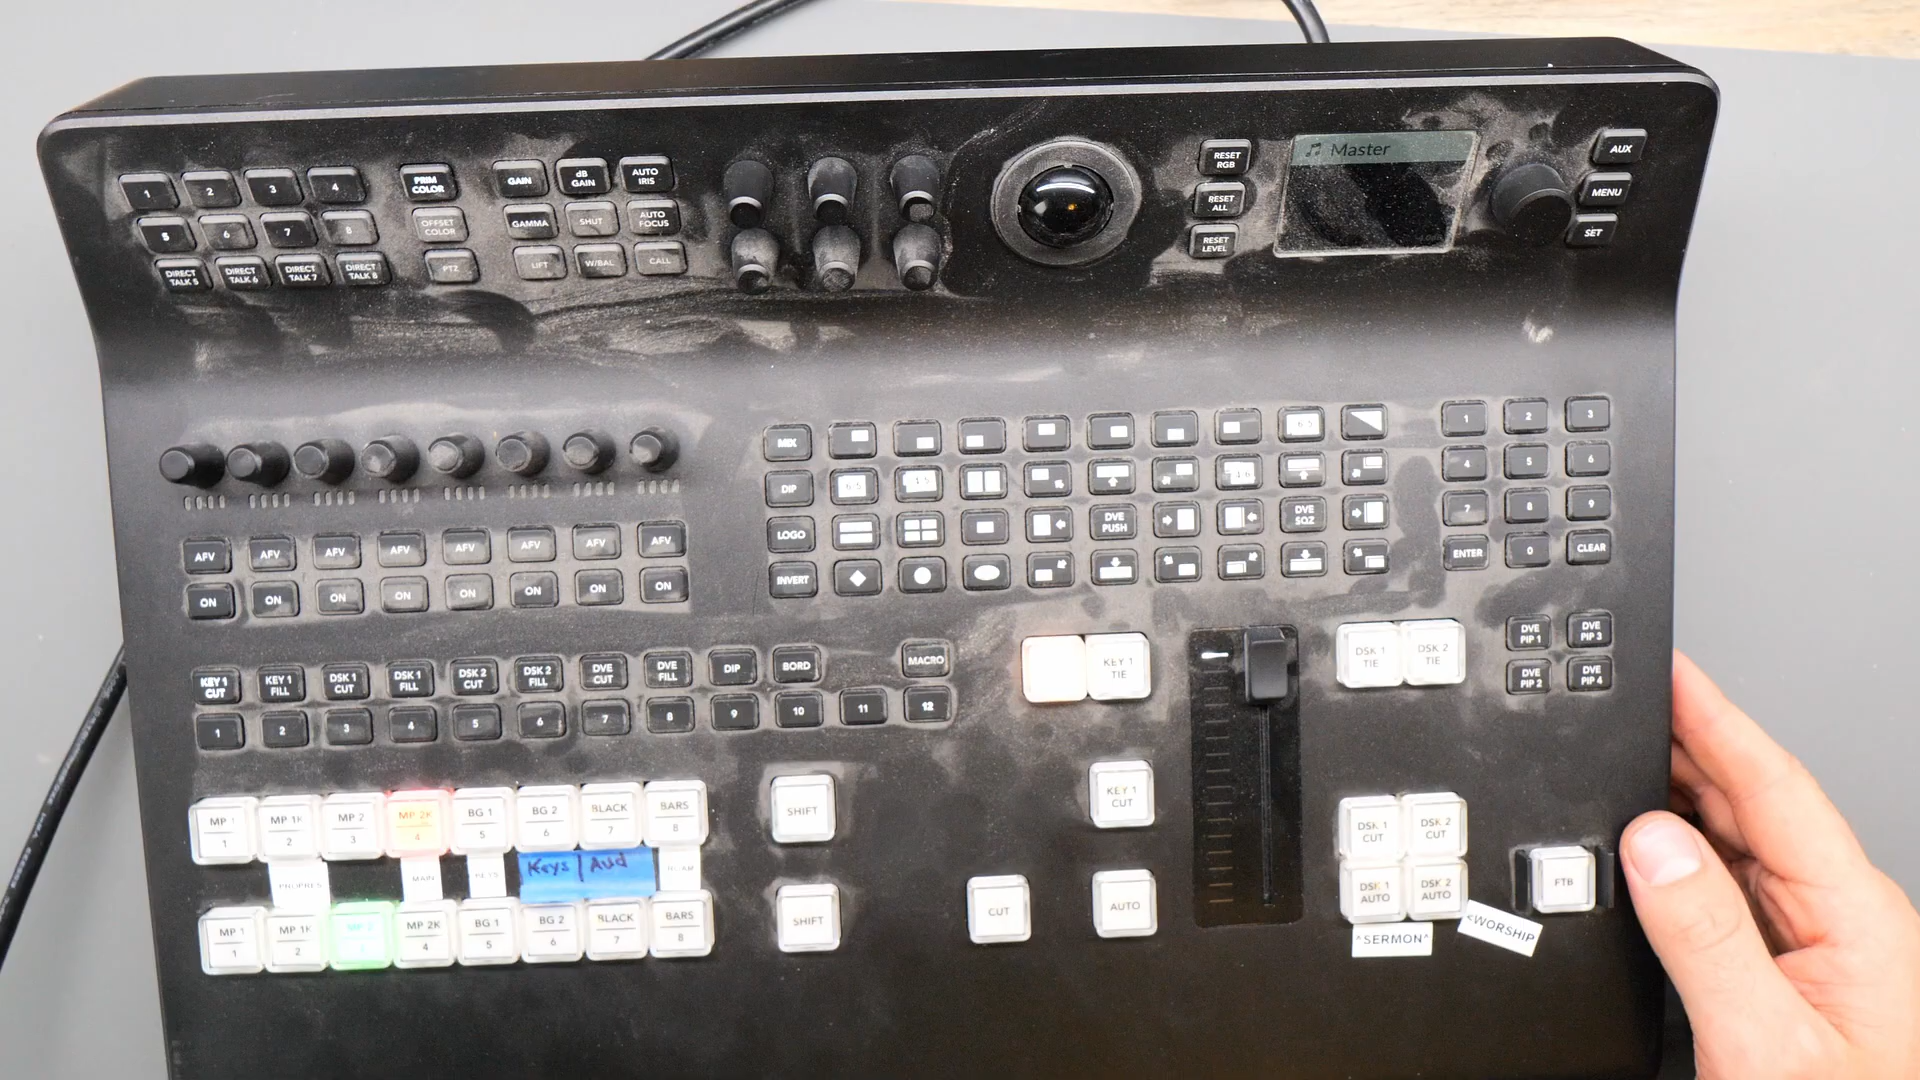 1 2 3 4 PRIM COLOR GAIN dB GAIN AUTO IRIS RESET RGB Master AUX
5 6 7 8 OFFSET COLOR GAMMA SHUT AUTO FOCUS RESET ALL MENU
DIRECT TALK 5 DIRECT TALK 6 DIRECT TALK 7 DIRECT TALK 8 PTZ LIFT W/BAL CALL RESET LEVEL SET
MIX 6:5 1 2 3
DIP 6:5 4:5 4:6 4 5 6
LOGO DVE PUSH DVE SQZ 7 8 9
INVERT ENTER 0 CLEAR
AFV AFV AFV AFV AFV AFV AFV AFV
ON ON ON ON ON ON ON ON
KEY 1 CUT KEY 1 FILL DSK 1 CUT DSK 1 FILL DSK 2 CUT DSK 2 FILL DVE CUT DVE FILL DIP BORD MACRO
1 2 3 4 5 6 7 8 9 10 11 12
KEY 1 TIE DSK 1 TIE DSK 2 TIE DVE PIP 1 DVE PIP 3
DVE PIP 2 DVE PIP 4
MP 1 1 MP 1K 2 MP 2 3 MP 2K 4 BG 1 5 BG 2 6 BLACK 7 BARS 8 SHIFT KEY 1 CUT DSK 1 CUT DSK 2 CUT
PROPRES MAIN KEYS Keys | Aud
MP 1 1 MP 1K 2 MP 2 3 MP 2K 4 BG 1 5 BG 2 6 BLACK 7 BARS 8 SHIFT CUT AUTO DSK 1 AUTO DSK 2 AUTO FTB
^SERMON^ <WORSHIP